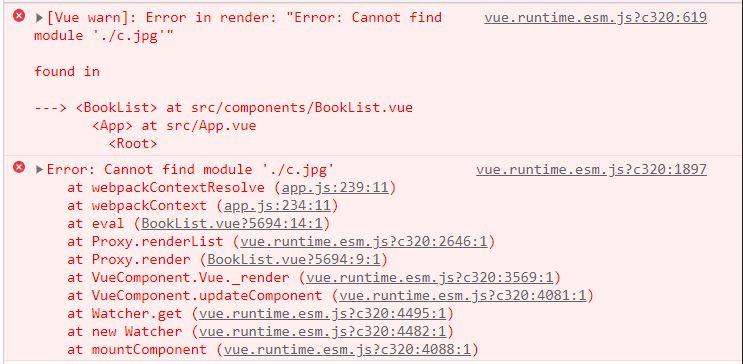 [Vue warn]: Error in render: "Error: Cannot find vue.runtime.esm.js?c320:619
module './c.jpg'"
found in
---> <BookList> at src/components/BookList.vue
<App> at src/App.vue
<Root>
Error: Cannot find module './c.jpg' vue.runtime.esm.js?c320:1897
at webpackContextResolve (app.js:239:11)
at webpackContext (app.js:234:11)
at eval (BookList.vue?5694:14:1)
at Proxy.renderList (vue.runtime.esm.js?c320:2646:1)
at Proxy.render (BookList.vue?5694:9:1)
at VueComponent.Vue._render (vue.runtime.esm.js?c320:3569:1)
at VueComponent.updateComponent (vue.runtime.esm.js?c320:4081:1)
at Watcher.get (vue.runtime.esm.js?c320:4495:1)
at new Watcher (vue.runtime.esm.js?c320:4482:1)
at mountComponent (vue.runtime.esm.js?c320:4088:1)